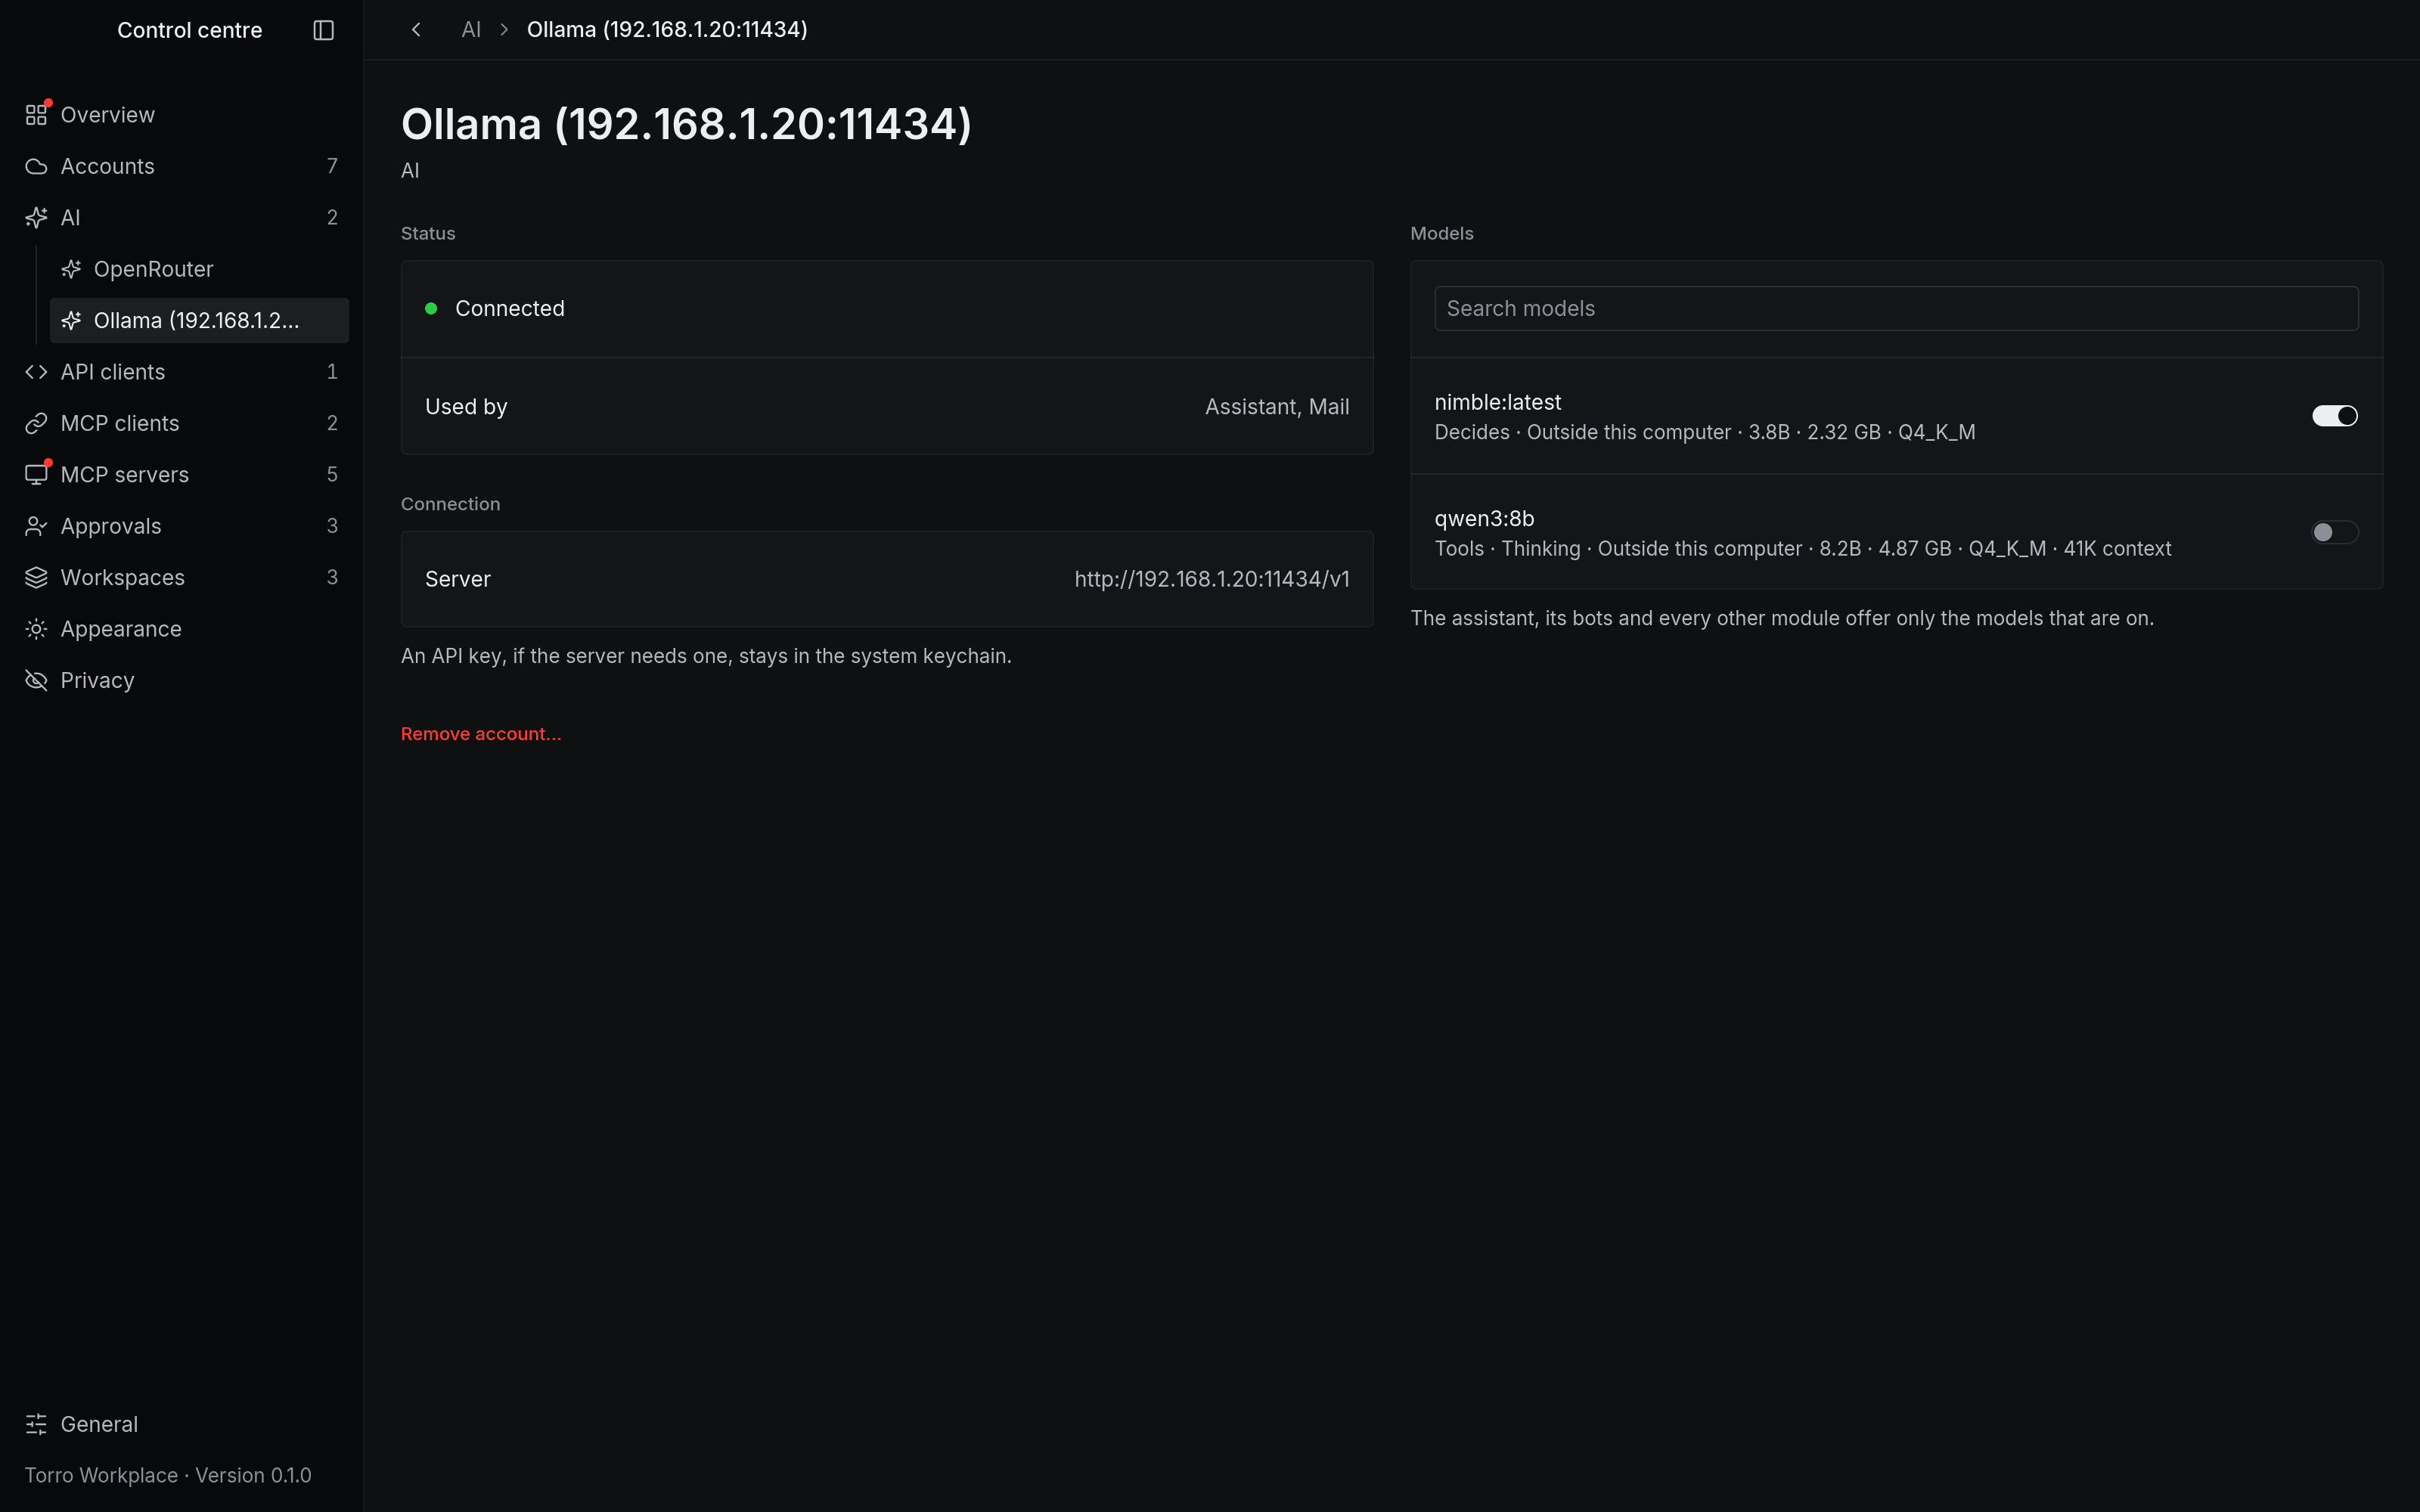 Control centre
Overview
Accounts 7
AI 2
OpenRouter
Ollama (192.168.1.2...
API clients 1
MCP clients 2
MCP servers 5
Approvals 3
Workspaces 3
Appearance
Privacy
General
Torro Workplace · Version 0.1.0
AI > Ollama (192.168.1.20:11434)
Ollama (192.168.1.20:11434)
AI
Status
Connected
Used by Assistant, Mail
Connection
Server http://192.168.1.20:11434/v1
An API key, if the server needs one, stays in the system keychain.
Remove account...
Models
Search models
nimble:latest
Decides · Outside this computer · 3.8B · 2.32 GB · Q4_K_M
qwen3:8b
Tools · Thinking · Outside this computer · 8.2B · 4.87 GB · Q4_K_M · 41K context
The assistant, its bots and every other module offer only the models that are on.